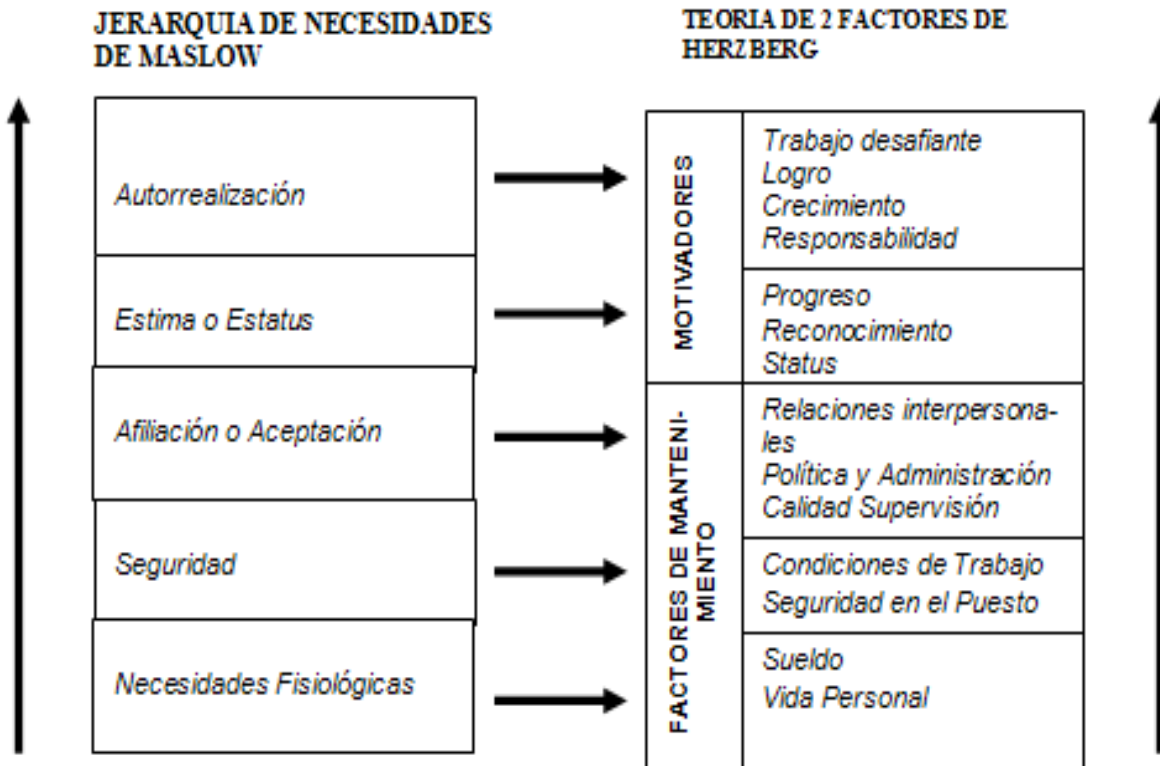 JERARQUIA DE NECESIDADES
DE MASLOW
Autorrealización
Estima o Estatus
Afiliación o Aceptación
Seguridad
Necesidades Fisiológicas
TEORIA DE 2 FACTORES DE
HERZBERG
MOTIVADORES
Trabajo desafiante
Logro
Crecimiento
Responsabilidad
Progreso
Reconocimiento
Status
FACTORES DE MANTENI-
MIENTO
Relaciones interpersona-
les
Política y Administración
Calidad Supervisión
Condiciones de Trabajo
Seguridad en el Puesto
Sueldo
Vida Personal